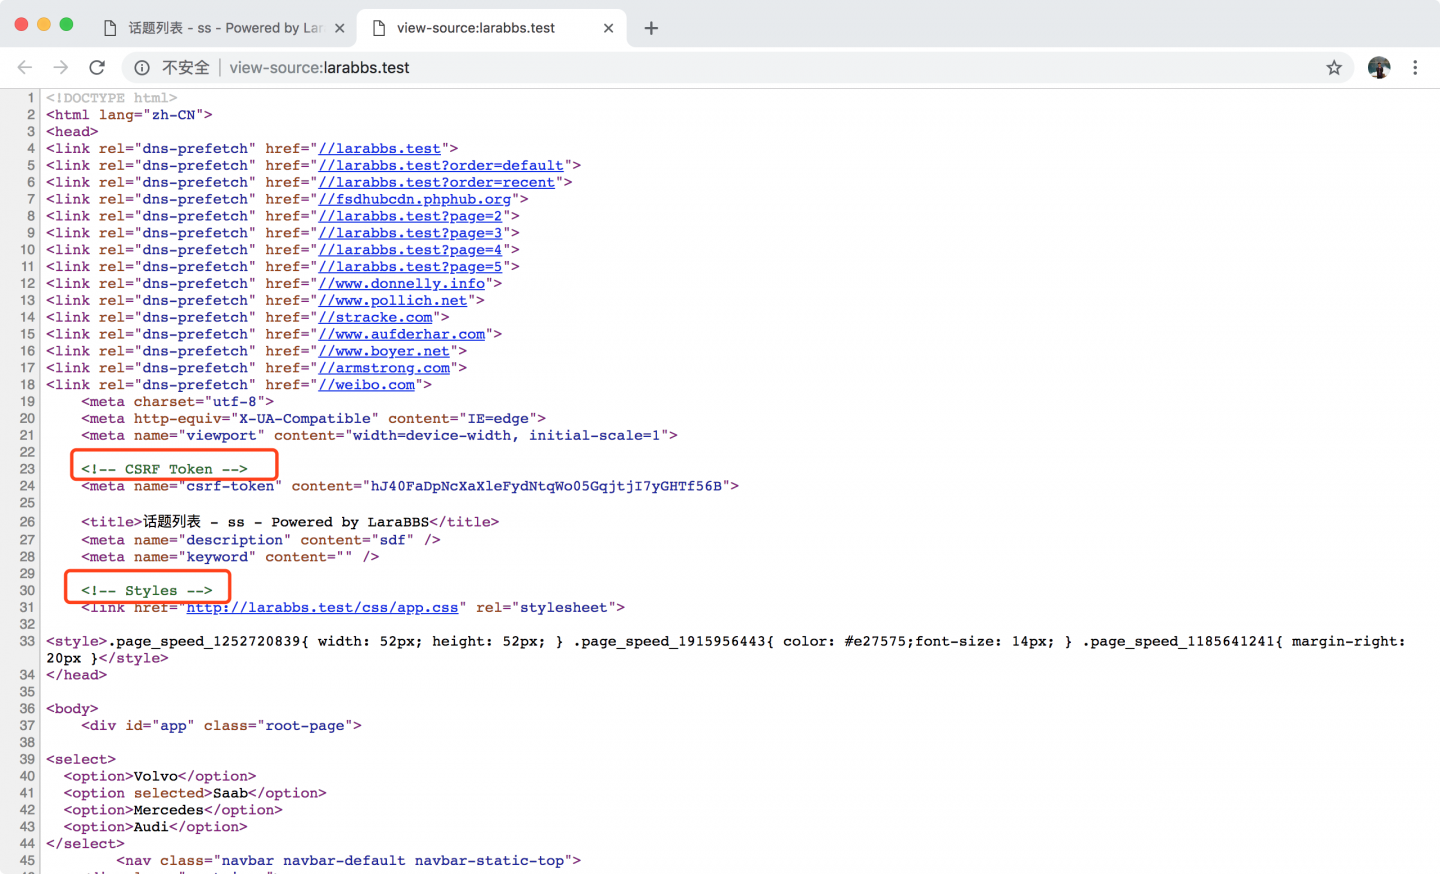 话题列表 - ss - Powered by Lar
view-source:larabbs.test
不安全
view-source:larabbs.test
1 <!DOCTYPE html>
2 <html lang="zh-CN">
3 <head>
4 <link rel="dns-prefetch" href="//larabbs.test">
5 <link rel="dns-prefetch" href="//larabbs.test?order=default">
6 <link rel="dns-prefetch" href="//larabbs.test?order=recent">
7 <link rel="dns-prefetch" href="//fsdhubcdn.phphub.org">
8 <link rel="dns-prefetch" href="//larabbs.test?page=2">
9 <link rel="dns-prefetch" href="//larabbs.test?page=3">
10 <link rel="dns-prefetch" href="//larabbs.test?page=4">
11 <link rel="dns-prefetch" href="//larabbs.test?page=5">
12 <link rel="dns-prefetch" href="//www.donnelly.info">
13 <link rel="dns-prefetch" href="//www.pollich.net">
14 <link rel="dns-prefetch" href="//stracke.com">
15 <link rel="dns-prefetch" href="//www.aufderhar.com">
16 <link rel="dns-prefetch" href="//www.boyer.net">
17 <link rel="dns-prefetch" href="//armstrong.com">
18 <link rel="dns-prefetch" href="//weibo.com">
19 <meta charset="utf-8">
20 <meta http-equiv="X-UA-Compatible" content="IE=edge">
21 <meta name="viewport" content="width=device-width, initial-scale=1">
22
23 <!-- CSRF Token -->
24 <meta name="csrf-token" content="hJ40FaDpNcXaXleFydNtqWo05GqjtjI7yGHTf56B">
25
26 <title>话题列表 - ss - Powered by LaraBBS</title>
27 <meta name="description" content="sdf" />
28 <meta name="keyword" content="" />
29
30 <!-- Styles -->
31 <link href="http://larabbs.test/css/app.css" rel="stylesheet">
32
33 <style>.page_speed_1252720839{ width: 52px; height: 52px; } .page_speed_1915956443{ color: #e27575;font-size: 14px; } .page_speed_1185641241{ margin-right:
20px }</style>
34 </head>
35
36 <body>
37 <div id="app" class="root-page">
38
39 <select>
40 <option>Volvo</option>
41 <option selected>Saab</option>
42 <option>Mercedes</option>
43 <option>Audi</option>
44 </select>
45 <nav class="navbar navbar-default navbar-static-top">